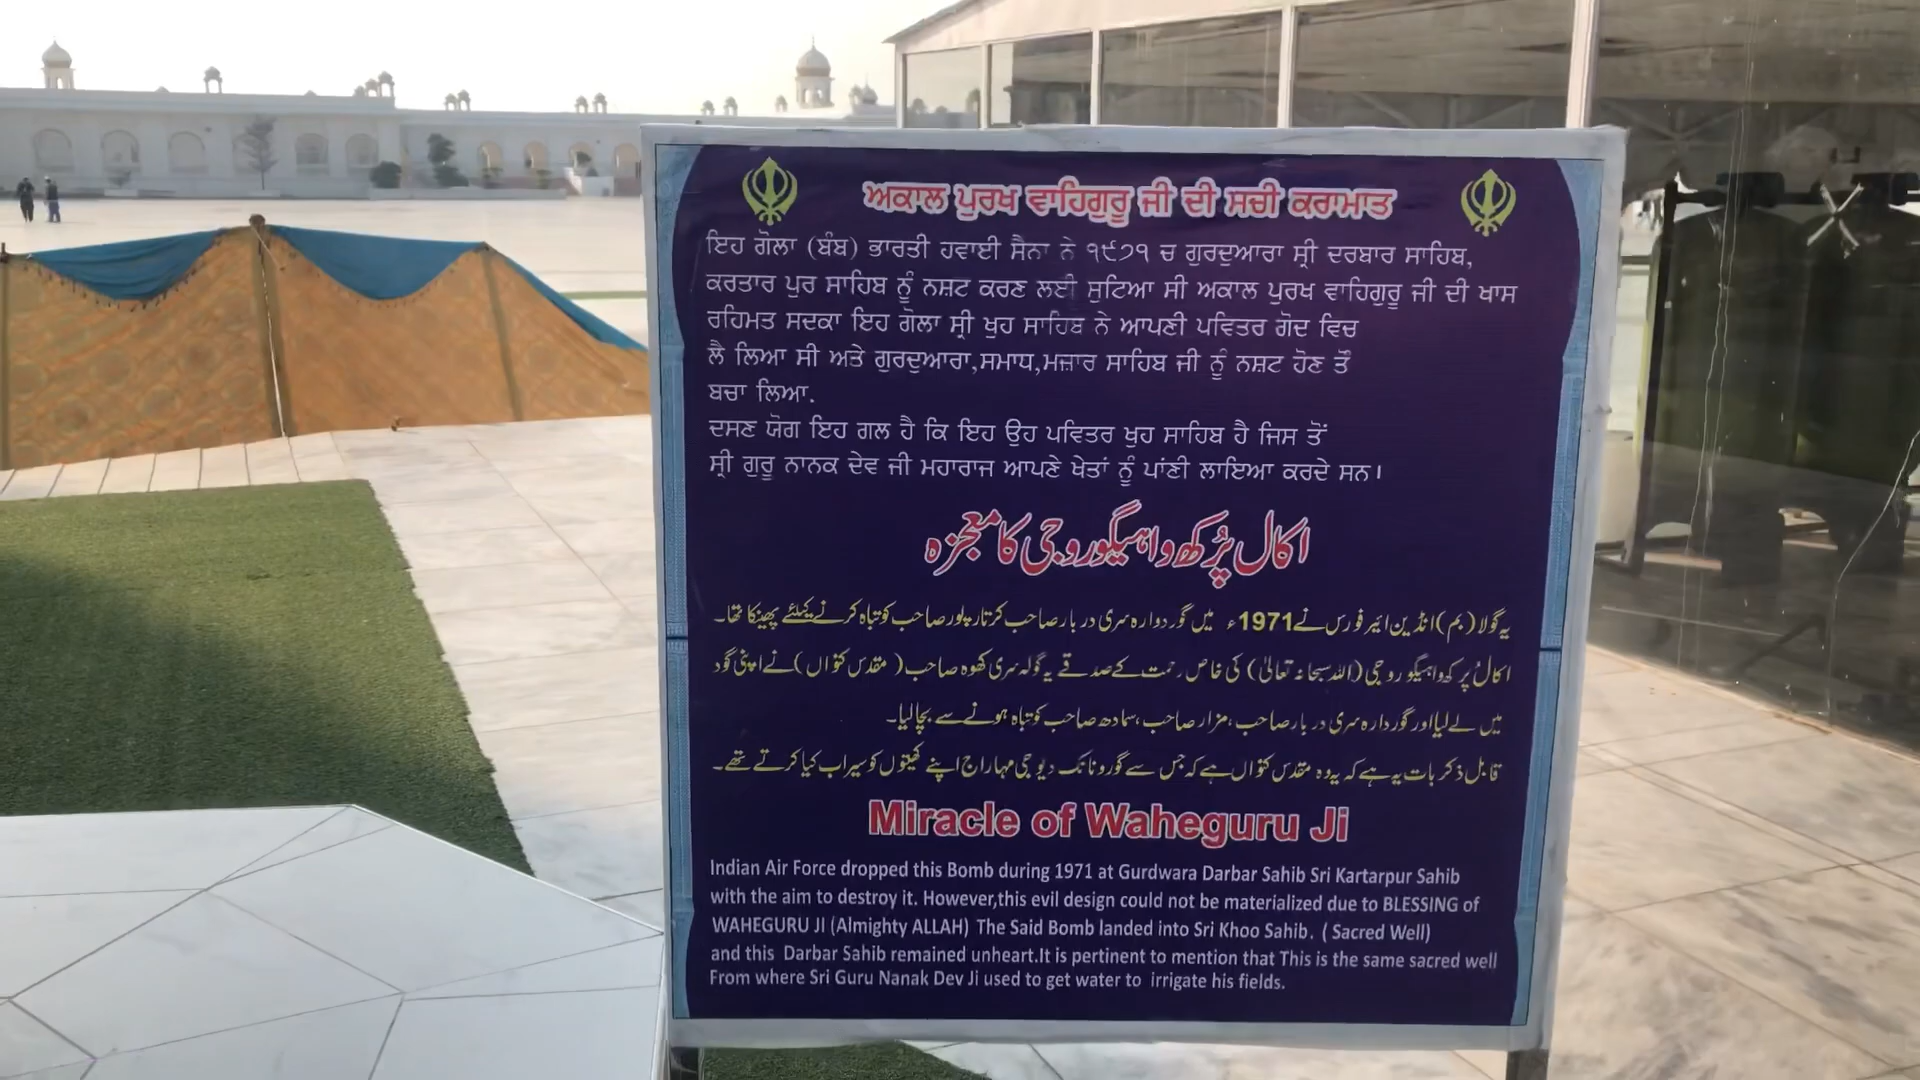 ਅਕਾਲ ਪੁਰਖ ਵਾਹਿਗੁਰੂ ਜੀ ਦੀ ਸਚੀ ਕਰਾਮਾਤ
ਇਹ ਗੋਲਾ (ਬੰਬ) ਭਾਰਤੀ ਹਵਾਈ ਸੈਨਾ ਨੇ ੧੯੭੧ ਚ ਗੁਰਦੁਆਰਾ ਸ੍ਰੀ ਦਰਬਾਰ ਸਾਹਿਬ,
ਕਰਤਾਰ ਪੁਰ ਸਾਹਿਬ ਨੂੰ ਨਸ਼ਟ ਕਰਣ ਲਈ ਸੁਟਿਆ ਸੀ ਅਕਾਲ ਪੁਰਖ ਵਾਹਿਗੁਰੂ ਜੀ ਦੀ ਖਾਸ
ਰਹਿਮਤ ਸਦਕਾ ਇਹ ਗੋਲਾ ਸ੍ਰੀ ਖੂਹ ਸਾਹਿਬ ਨੇ ਆਪਣੀ ਪਵਿਤਰ ਗੋਦ ਵਿਚ
ਲੈ ਲਿਆ ਸੀ ਅਤੇ ਗੁਰਦੁਆਰਾ,ਸਮਾਧ,ਮਜ਼ਾਰ ਸਾਹਿਬ ਜੀ ਨੂੰ ਨਸ਼ਟ ਹੋਣ ਤੋਂ
ਬਚਾ ਲਿਆ.
ਦਸਣ ਯੋਗ ਇਹ ਗਲ ਹੈ ਕਿ ਇਹ ਉਹ ਪਵਿਤਰ ਖੂਹ ਸਾਹਿਬ ਹੈ ਜਿਸ ਤੋਂ
ਸ੍ਰੀ ਗੁਰੂ ਨਾਨਕ ਦੇਵ ਜੀ ਮਹਾਰਾਜ ਆਪਣੇ ਖੇਤਾਂ ਨੂੰ ਪਾਂਣੀ ਲਾਇਆ ਕਰਦੇ ਸਨ।
اکال پُرکھ واہیگوروجی کا معجزہ
یہ گولا (بم) انڈین ائیر فورس نے 1971ء میں گوردوارہ سری دربار صاحب کرتارپور صاحب کو تباہ کرنے کیلئے پھینکا تھا۔
اکال پُرکھ واہیگوروجی (اللہ سبحانہ تعالیٰ) کی خاص رحمت کے صدقے یہ گولہ سری کھوہ صاحب (مقدس کنواں) نے اپنی گود
میں لے لیا اور گوردارہ سری دربار صاحب، مزار صاحب، سمادھ صاحب کو تباہ ہونے سے بچا لیا۔
قابل ذکر بات یہ ہے کہ یہ وہ مقدس کنواں ہے کہ جس سے گورونانک دیو جی مہاراج اپنے کھیتوں کو سیراب کیا کرتے تھے۔
Miracle of Waheguru Ji
Indian Air Force dropped this Bomb during 1971 at Gurdwara Darbar Sahib Sri Kartarpur Sahib
with the aim to destroy it. However,this evil design could not be materialized due to BLESSING of
WAHEGURU JI (Almighty ALLAH) The Said Bomb landed into Sri Khoo Sahib. ( Sacred Well)
and this Darbar Sahib remained unheart.It is pertinent to mention that This is the same sacred well
From where Sri Guru Nanak Dev Ji used to get water to irrigate his fields.